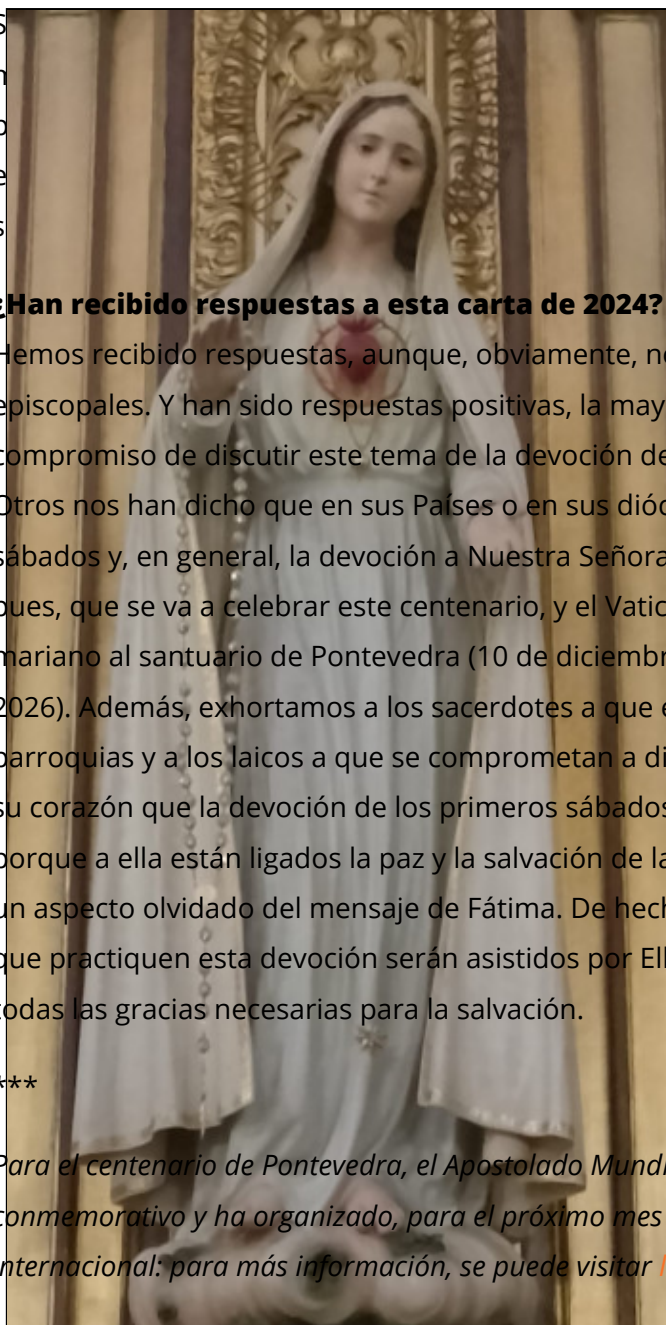 ¿Han recibido respuestas a esta carta de 2024?
Hemos recibido respuestas, aunque, obviamente,
episcopales. Y han sido respuestas positivas, la
compromiso de discutir este tema de la devoción
Otros nos han dicho que en sus Países o en sus
sábados y, en general, la devoción a Nuestra Señora
pues, que se va a celebrar este centenario, y el
mariano al santuario de Pontevedra (10 de
2026). Además, exhortamos a los sacerdotes a que
parroquias y a los laicos a que se comprometan a
su corazón que la devoción de los primeros sábados
porque a ella están ligados la paz y la salvación de
un aspecto olvidado del mensaje de Fátima. De
que practiquen esta devoción serán asistidos por
todas las gracias necesarias para la salvación.
***
Para el centenario de Pontevedra, el Apostolado
conmemorativo y ha organizado, para el próximo mes
internacional: para más información, se puede visitar